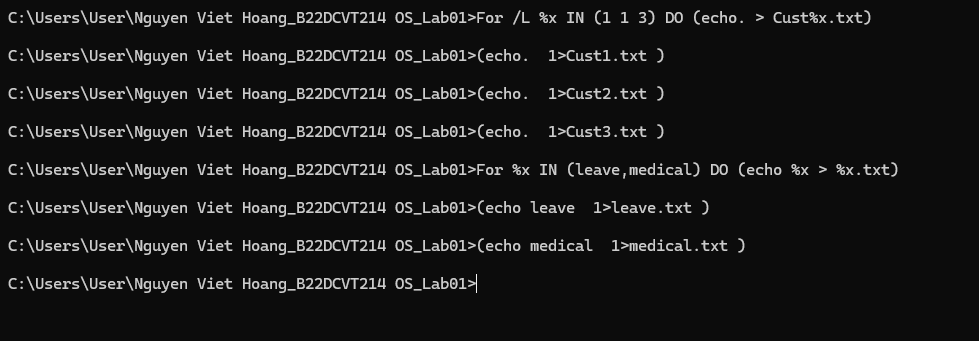 C:\Users\User\Nguyen Viet Hoang_B22DCVT214 OS_Lab01>For /L %x IN (1 1 3) DO (echo. > Cust%x.txt)
C:\Users\User\Nguyen Viet Hoang_B22DCVT214 OS_Lab01>(echo.  1>Cust1.txt )
C:\Users\User\Nguyen Viet Hoang_B22DCVT214 OS_Lab01>(echo.  1>Cust2.txt )
C:\Users\User\Nguyen Viet Hoang_B22DCVT214 OS_Lab01>(echo.  1>Cust3.txt )
C:\Users\User\Nguyen Viet Hoang_B22DCVT214 OS_Lab01>For %x IN (leave,medical) DO (echo %x > %x.txt)
C:\Users\User\Nguyen Viet Hoang_B22DCVT214 OS_Lab01>(echo leave  1>leave.txt )
C:\Users\User\Nguyen Viet Hoang_B22DCVT214 OS_Lab01>(echo medical  1>medical.txt )
C:\Users\User\Nguyen Viet Hoang_B22DCVT214 OS_Lab01>